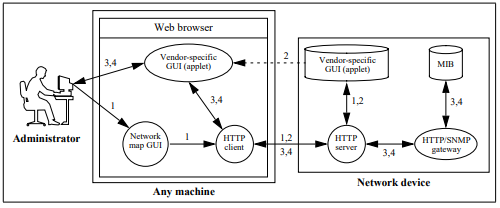 Web browser
Vendor-specific
GUI (applet)
3,4
2
Vendor-specific
GUI (applet)
MIB
3,4
1,2
3,4
1
Administrator
Network
map GUI
1
HTTP
client
1,2
3,4
HTTP
server
3,4
HTTP/SNMP
gateway
Any machine
Network device